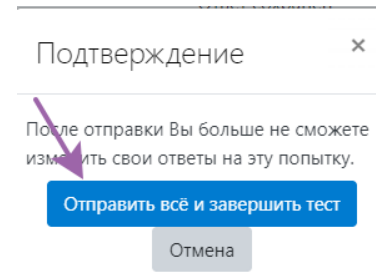 Подтверждение ×
После отправки Вы больше не сможете
изменить свои ответы на эту попытку.
Отправить всё и завершить тест
Отмена